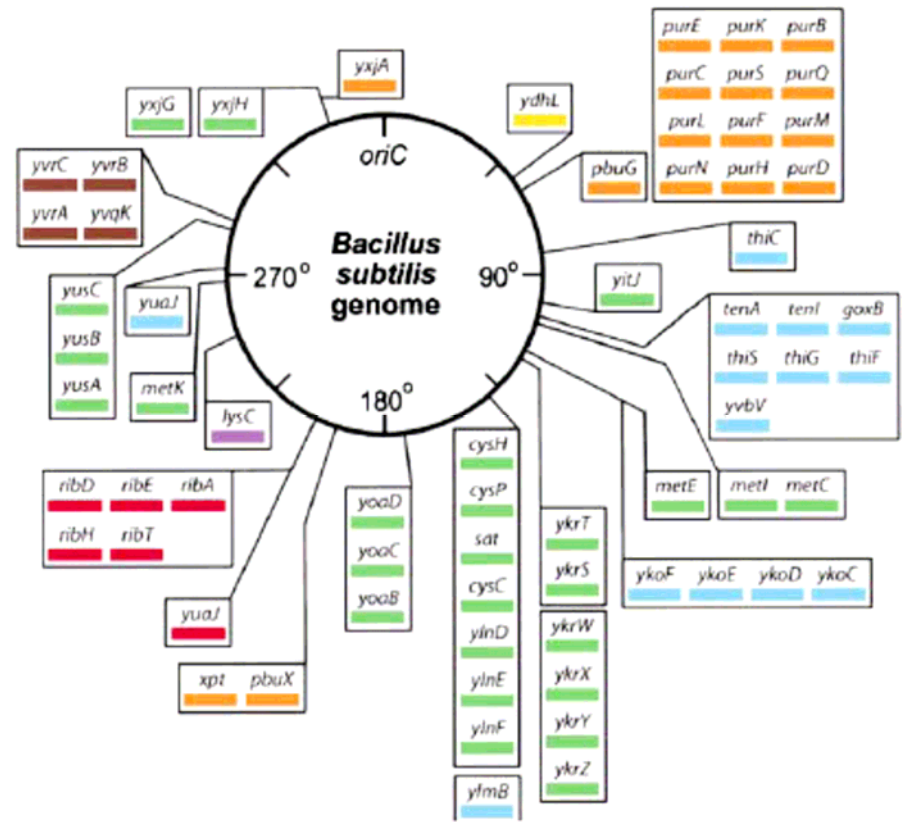 purE purK purB
purC purS purQ
purL purF purM
purN purH purD
yxjA
yxjG yxjH
ydhL
pbuG
oriC
yvrC yvrB
yvrA yvqK
thiC
Bacillus
subtilis
genome
270°
90°
180°
yusC
yusB
yusA
yuaJ
yitJ
metK
lysC
tenA tenI goxB
thiS thiG thiF
yvbV
ribD ribE ribA
ribH ribT
yuaJ
xpt pbuX
yoaD
yoaC
yoaB
cysH
cysP
sat
cysC
ylnD
ylnE
ylnF
ylmB
ykrT
ykrS
ykrW
ykrX
ykrY
ykrZ
metE
metI metC
ykoF ykoE ykoD ykoC